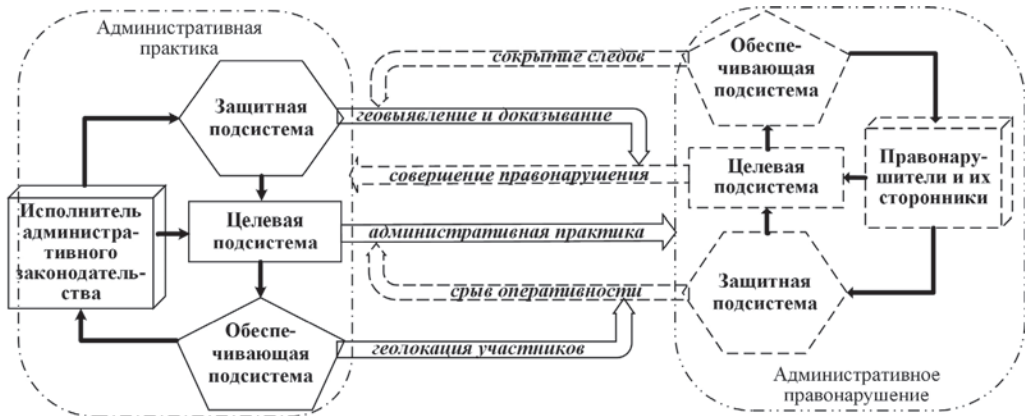 Административная
практика
Защитная
подсистема
Исполнитель
администра-
тивного
законодатель-
ства
Целевая
подсистема
Обеспе-
чивающая
подсистема
сокрытие следов
геовыявление и доказывание
совершение правонарушения
административная практика
срыв оперативности
геолокация участников
Обеспе-
чивающая
подсистема
Целевая
подсистема
Правонару-
шители и их
сторонники
Защитная
подсистема
Административное
правонарушение